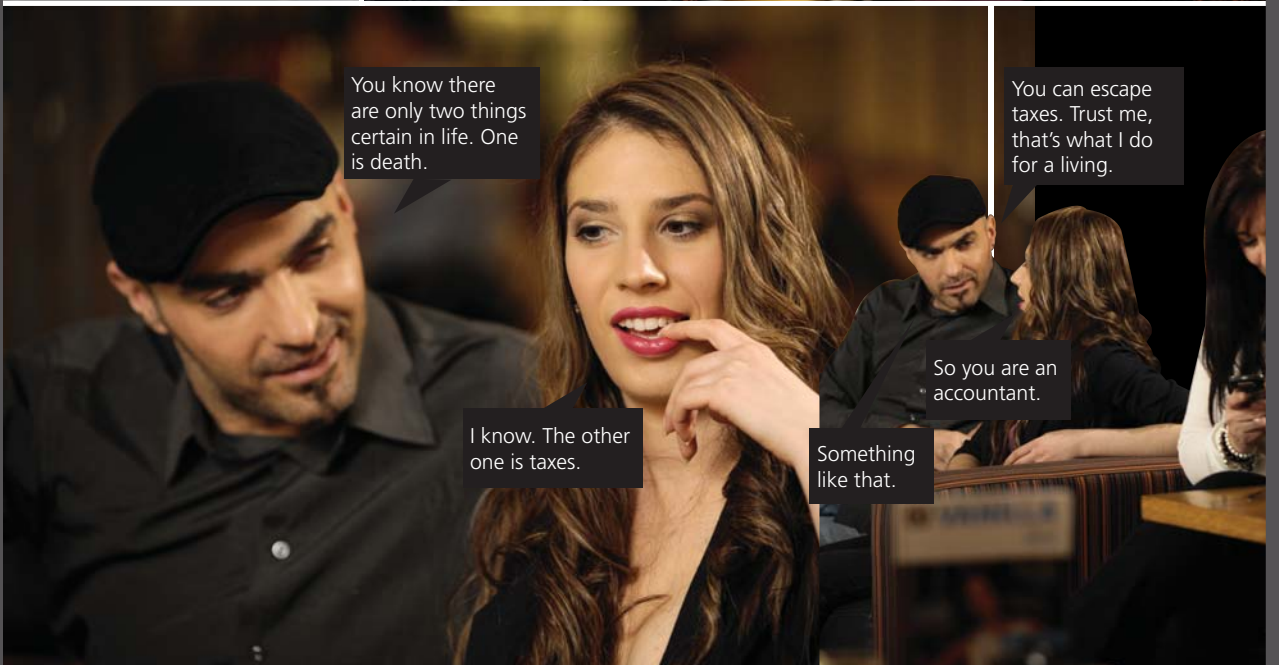 You know there
are only two things
certain in life. One
is death.
I know. The other
one is taxes.
You can escape
taxes. Trust me,
that's what I do
for a living.
So you are an
accountant.
Something
like that.